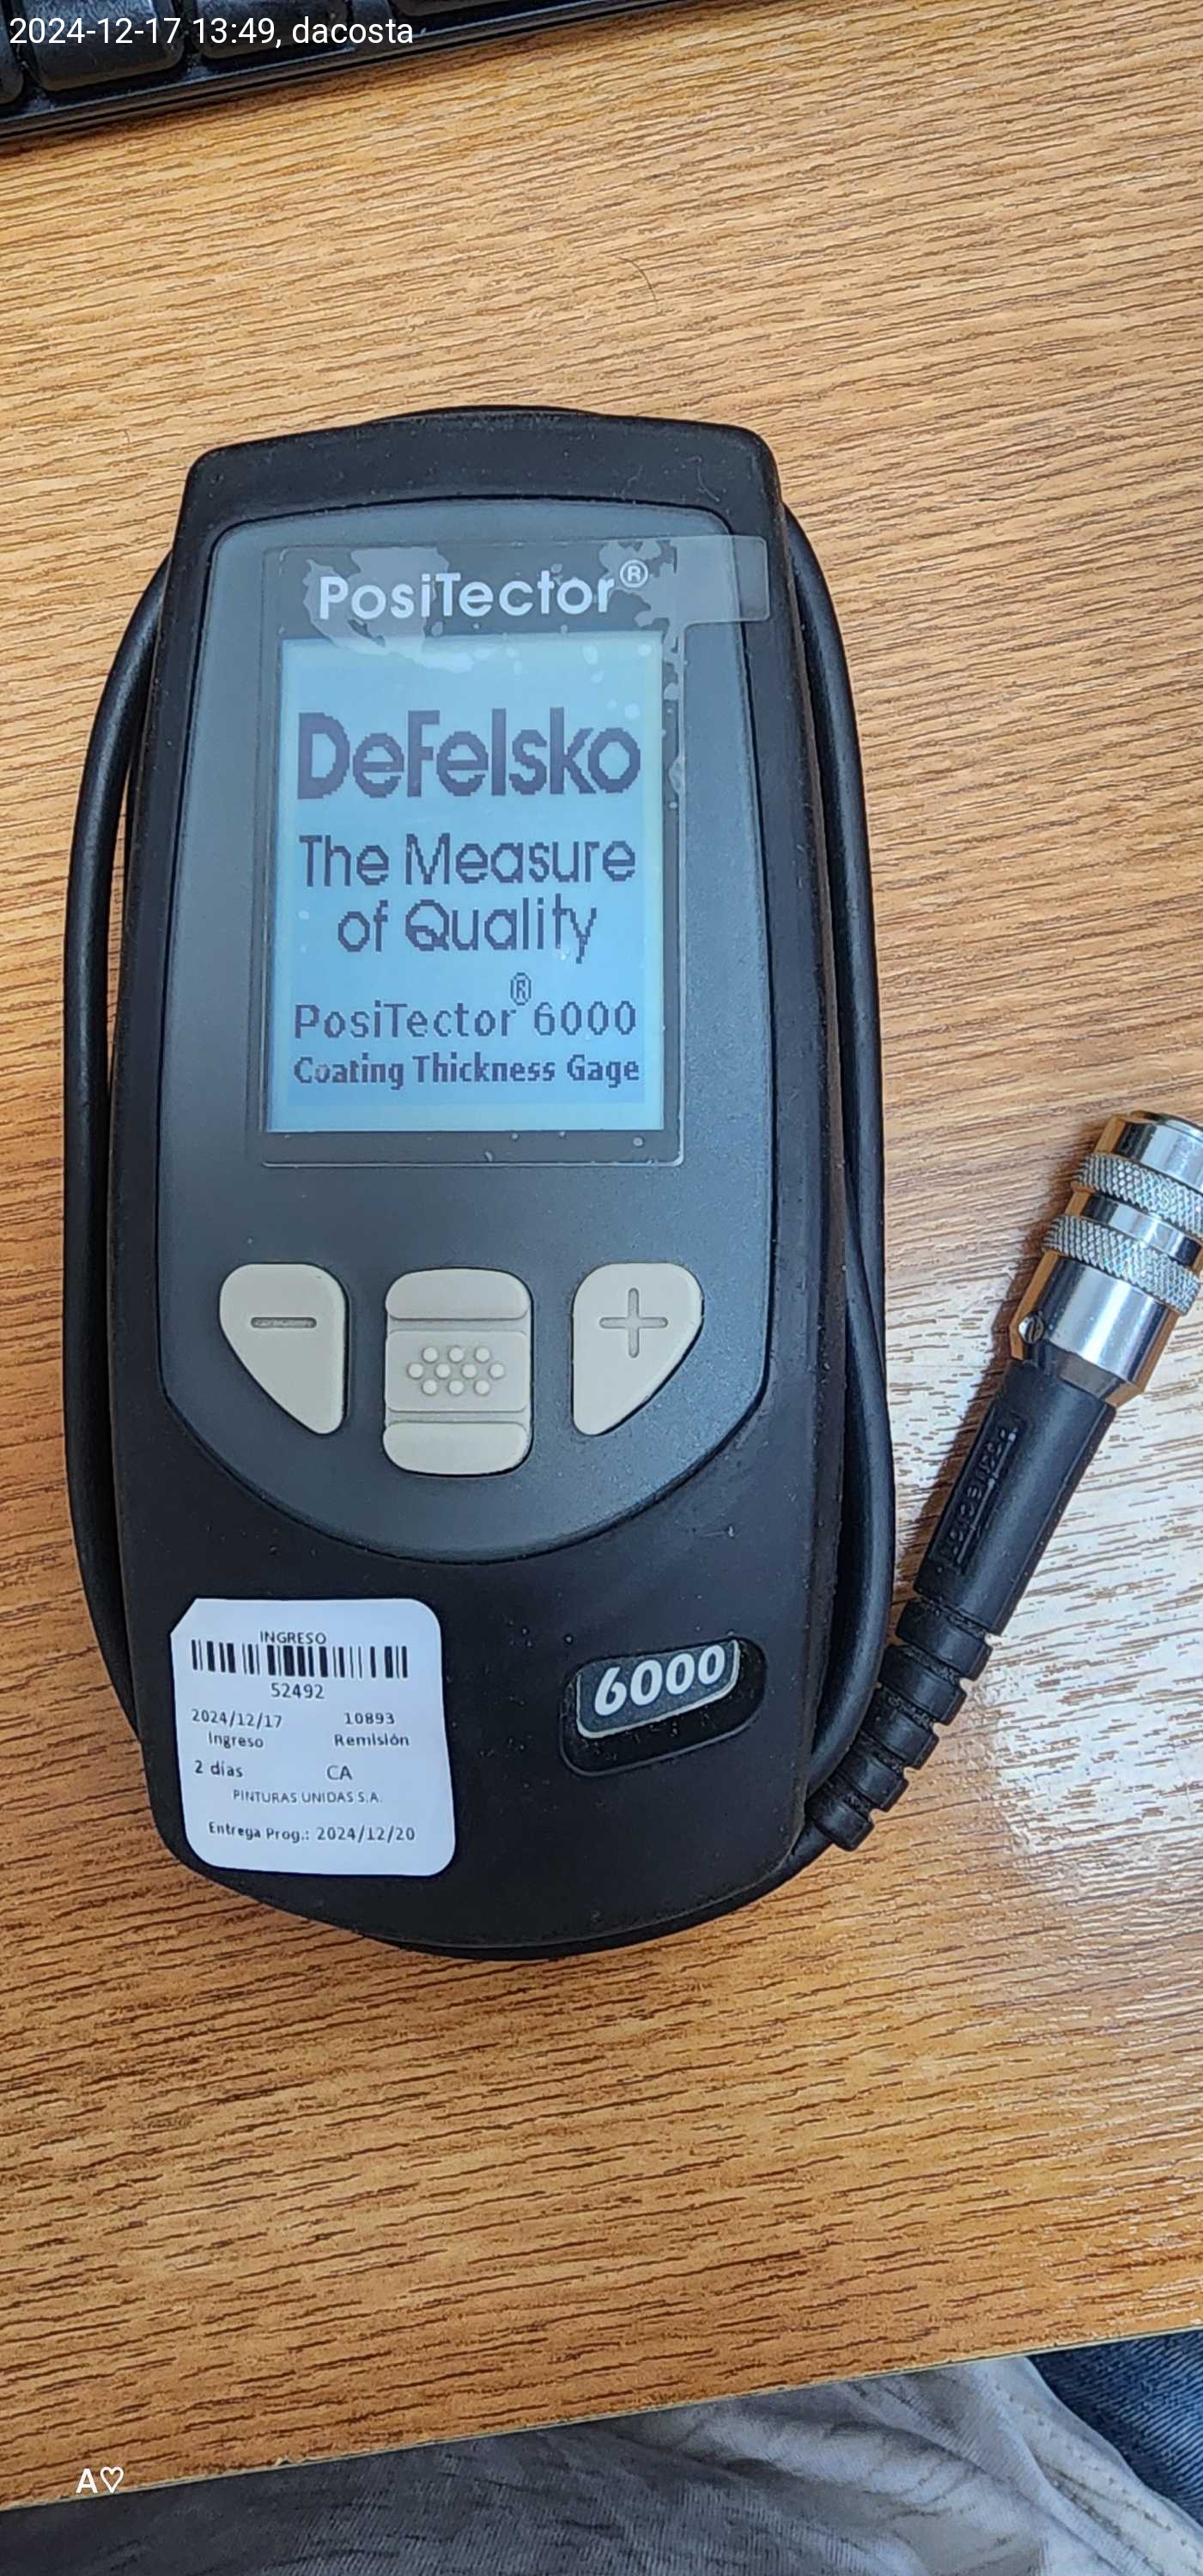 2024-12-17 13:49, dacosta
PosiTector®
DeFelsko
The Measure
of Quality
PosiTector® 6000
Coating Thickness Gage
INGRESO
52492
2024/12/17 10893
Ingreso Remisión
2 días CA
PINTURAS UNIDAS S.A.
Entrega Prog.: 2024/12/20
6000
A♡